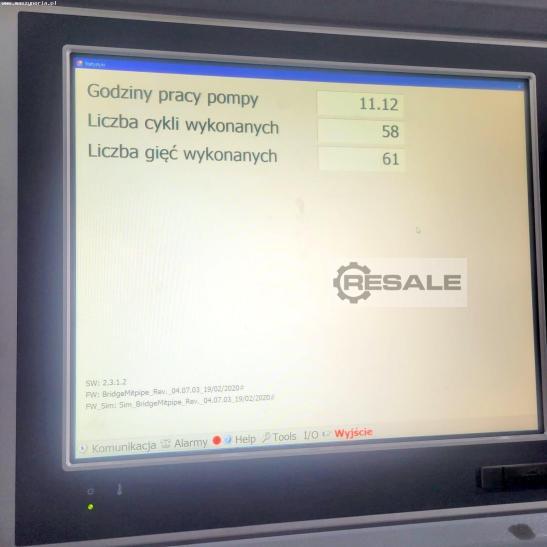 www.maszynoria.pl
Statystyki
Godziny pracy pompy 11.12
Liczba cykli wykonanych 58
Liczba gięć wykonanych 61
RESALE
SW: 2.3.1.2
FW: BridgeMitpipe_Rev._04.07.03_19/02/2020#
FW_Sim: Sim_BridgeMitpipe_Rev._04.07.03_19/02/2020#
Komunikacja Alarmy Help Tools I/O Wyjście